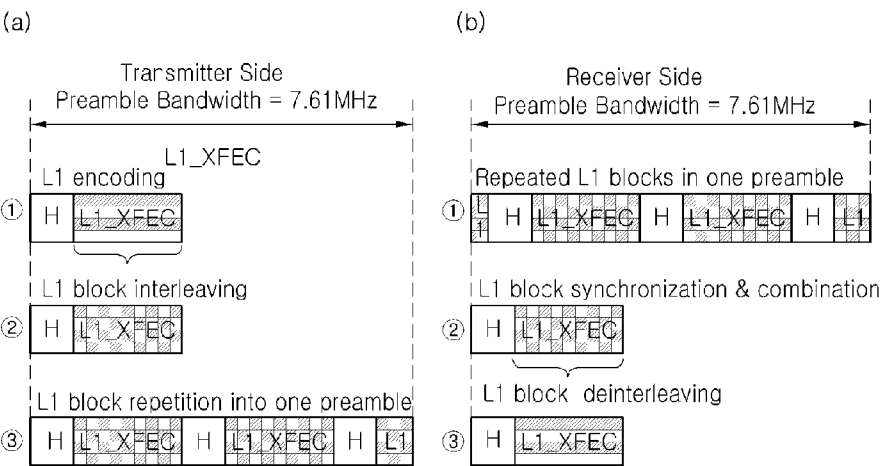 (a)
Transmitter Side
Preamble Bandwidth = 7.61MHz
L1_XFEC
L1 encoding
① H L1_XFEC
L1 block interleaving
② H L1_XFEC
L1 block repetition into one preamble
③ H L1_XFEC H L1_XFEC H L1
(b)
Receiver Side
Preamble Bandwidth = 7.61MHz
Repeated L1 blocks in one preamble
① L1 H L1_XFEC H L1_XFEC H L1
L1 block synchronization & combination
② H L1_XFEC
L1 block deinterleaving
③ H L1_XFEC